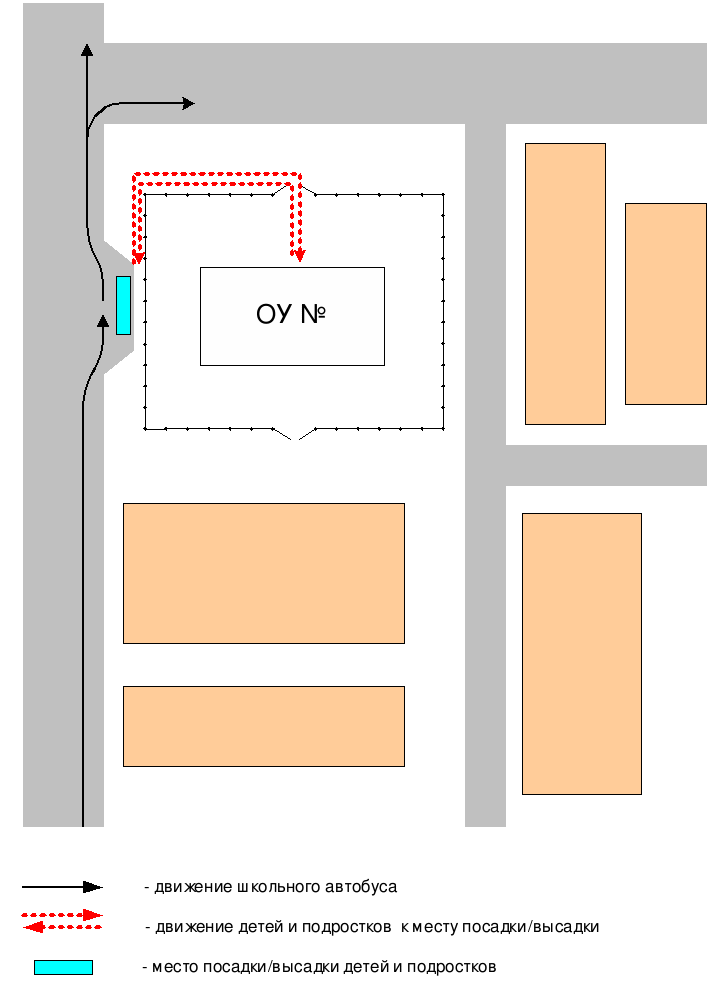 ОУ №
- движение школьного автобуса
- движение детей и подростков к месту посадки/высадки
- место посадки/высадки детей и подростков